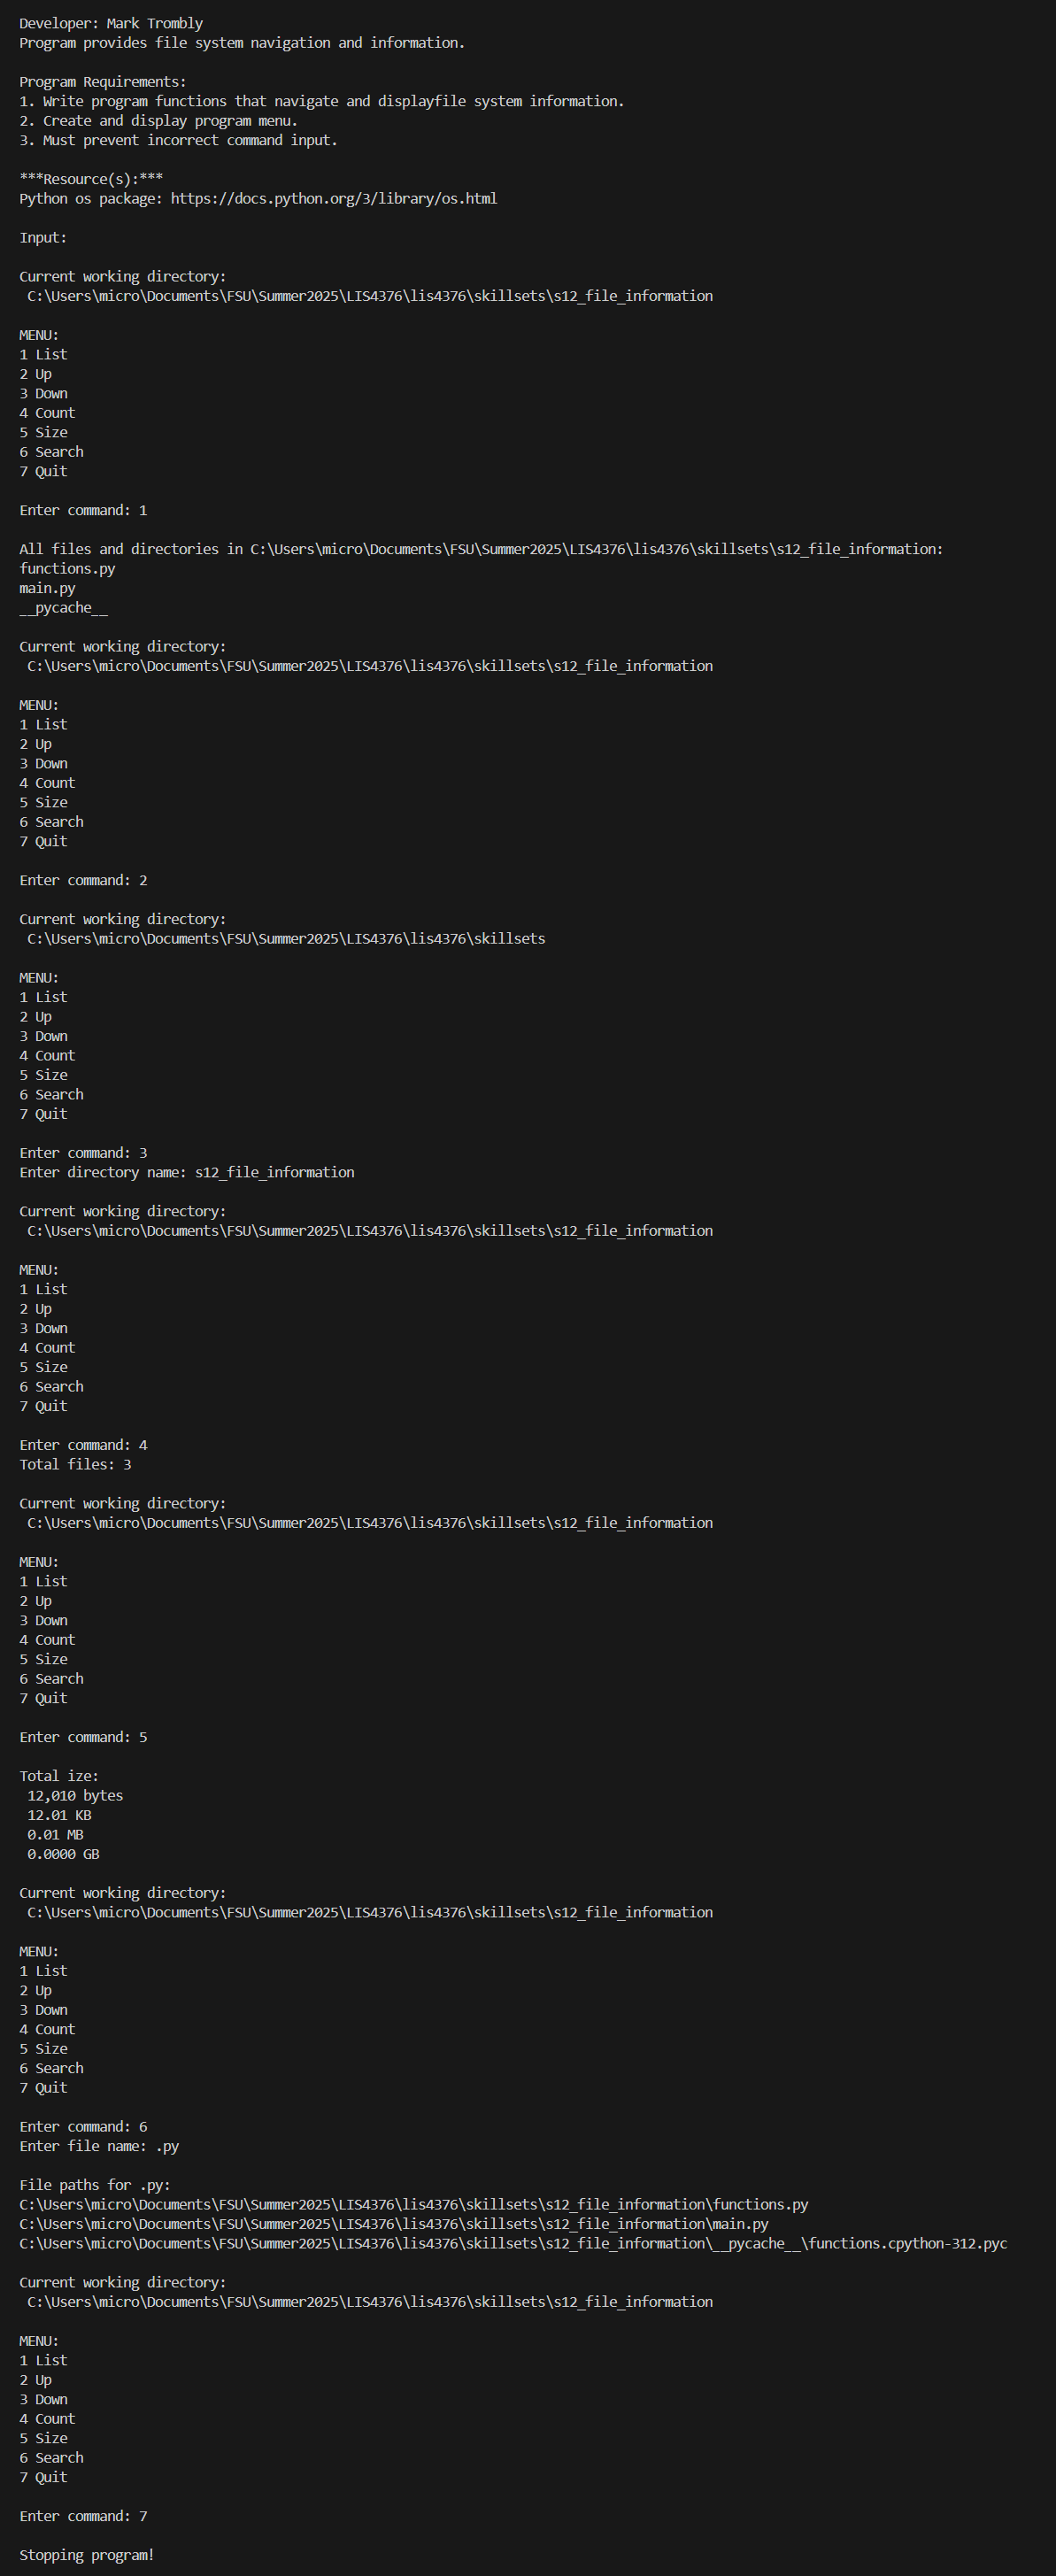 Developer: Mark Trombly
Program provides file system navigation and information.
Program Requirements:
1. Write program functions that navigate and displayfile system information.
2. Create and display program menu.
3. Must prevent incorrect command input.
***Resource(s):***
Python os package: https://docs.python.org/3/library/os.html
Input:
Current working directory:
C:\Users\micro\Documents\FSU\Summer2025\LIS4376\lis4376\skillsets\s12_file_information
MENU:
1 List
2 Up
3 Down
4 Count
5 Size
6 Search
7 Quit
Enter command: 1
All files and directories in C:\Users\micro\Documents\FSU\Summer2025\LIS4376\lis4376\skillsets\s12_file_information:
functions.py
main.py
__pycache__
Current working directory:
C:\Users\micro\Documents\FSU\Summer2025\LIS4376\lis4376\skillsets\s12_file_information
MENU:
1 List
2 Up
3 Down
4 Count
5 Size
6 Search
7 Quit
Enter command: 2
Current working directory:
C:\Users\micro\Documents\FSU\Summer2025\LIS4376\lis4376\skillsets
MENU:
1 List
2 Up
3 Down
4 Count
5 Size
6 Search
7 Quit
Enter command: 3
Enter directory name: s12_file_information
Current working directory:
C:\Users\micro\Documents\FSU\Summer2025\LIS4376\lis4376\skillsets\s12_file_information
MENU:
1 List
2 Up
3 Down
4 Count
5 Size
6 Search
7 Quit
Enter command: 4
Total files: 3
Current working directory:
C:\Users\micro\Documents\FSU\Summer2025\LIS4376\lis4376\skillsets\s12_file_information
MENU:
1 List
2 Up
3 Down
4 Count
5 Size
6 Search
7 Quit
Enter command: 5
Total ize:
12,010 bytes
12.01 KB
0.01 MB
0.0000 GB
Current working directory:
C:\Users\micro\Documents\FSU\Summer2025\LIS4376\lis4376\skillsets\s12_file_information
MENU:
1 List
2 Up
3 Down
4 Count
5 Size
6 Search
7 Quit
Enter command: 6
Enter file name: .py
File paths for .py:
C:\Users\micro\Documents\FSU\Summer2025\LIS4376\lis4376\skillsets\s12_file_information\functions.py
C:\Users\micro\Documents\FSU\Summer2025\LIS4376\lis4376\skillsets\s12_file_information\main.py
C:\Users\micro\Documents\FSU\Summer2025\LIS4376\lis4376\skillsets\s12_file_information\__pycache__\functions.cpython-312.pyc
Current working directory:
C:\Users\micro\Documents\FSU\Summer2025\LIS4376\lis4376\skillsets\s12_file_information
MENU:
1 List
2 Up
3 Down
4 Count
5 Size
6 Search
7 Quit
Enter command: 7
Stopping program!